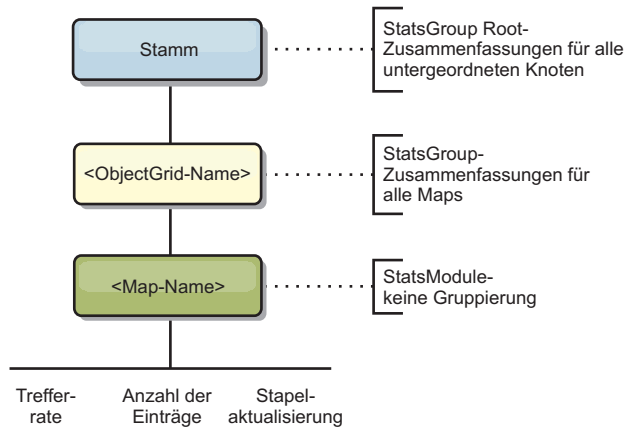 Stamm
StatsGroup Root-
Zusammenfassungen für alle
untergeordneten Knoten
<ObjectGrid-Name>
StatsGroup-
Zusammenfassungen für
alle Maps
<Map-Name>
StatsModule-
keine Gruppierung
Treffer-
rate
Anzahl der
Einträge
Stapel-
aktualisierung